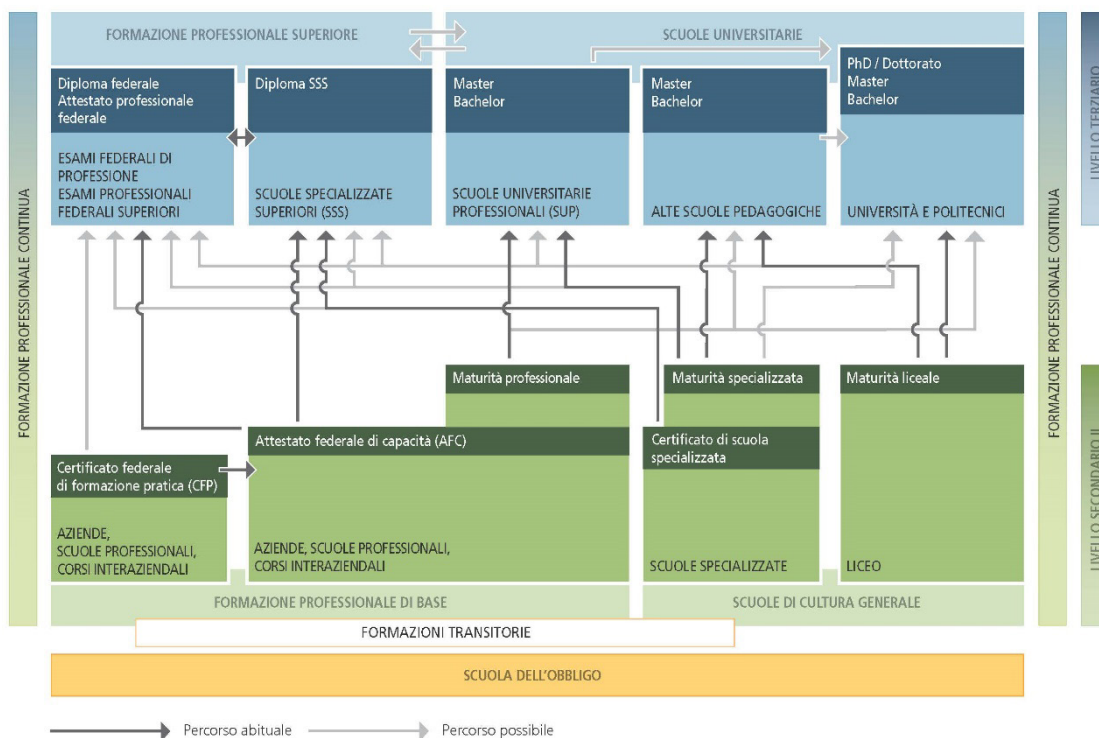 FORMAZIONE PROFESSIONALE SUPERIORE
SCUOLE UNIVERSITARIE
Diploma federale
Attestato professionale
federale
Diploma SSS
Master
Bachelor
Master
Bachelor
PhD / Dottorato
Master
Bachelor
ESAMI FEDERALI DI
PROFESSIONE
ESAMI PROFESSIONALI
FEDERALI SUPERIORI
SCUOLE SPECIALIZZATE
SUPERIORI (SSS)
SCUOLE UNIVERSITARIE
PROFESSIONALI (SUP)
ALTE SCUOLE PEDAGOGICHE
UNIVERSITÀ E POLITECNICI
FORMAZIONE PROFESSIONALE CONTINUA
FORMAZIONE PROFESSIONALE CONTINUA
LIVELLO TERZIARIO
LIVELLO SECONDARIO II
Maturità professionale
Maturità specializzata
Maturità liceale
Attestato federale di capacità (AFC)
Certificato di scuola
specializzata
Certificato federale
di formazione pratica (CFP)
AZIENDE,
SCUOLE PROFESSIONALI,
CORSI INTERAZIENDALI
AZIENDE, SCUOLE PROFESSIONALI,
CORSI INTERAZIENDALI
SCUOLE SPECIALIZZATE
LICEO
FORMAZIONE PROFESSIONALE DI BASE
SCUOLE DI CULTURA GENERALE
FORMAZIONI TRANSITORIE
SCUOLA DELL'OBBLIGO
Percorso abituale
Percorso possibile